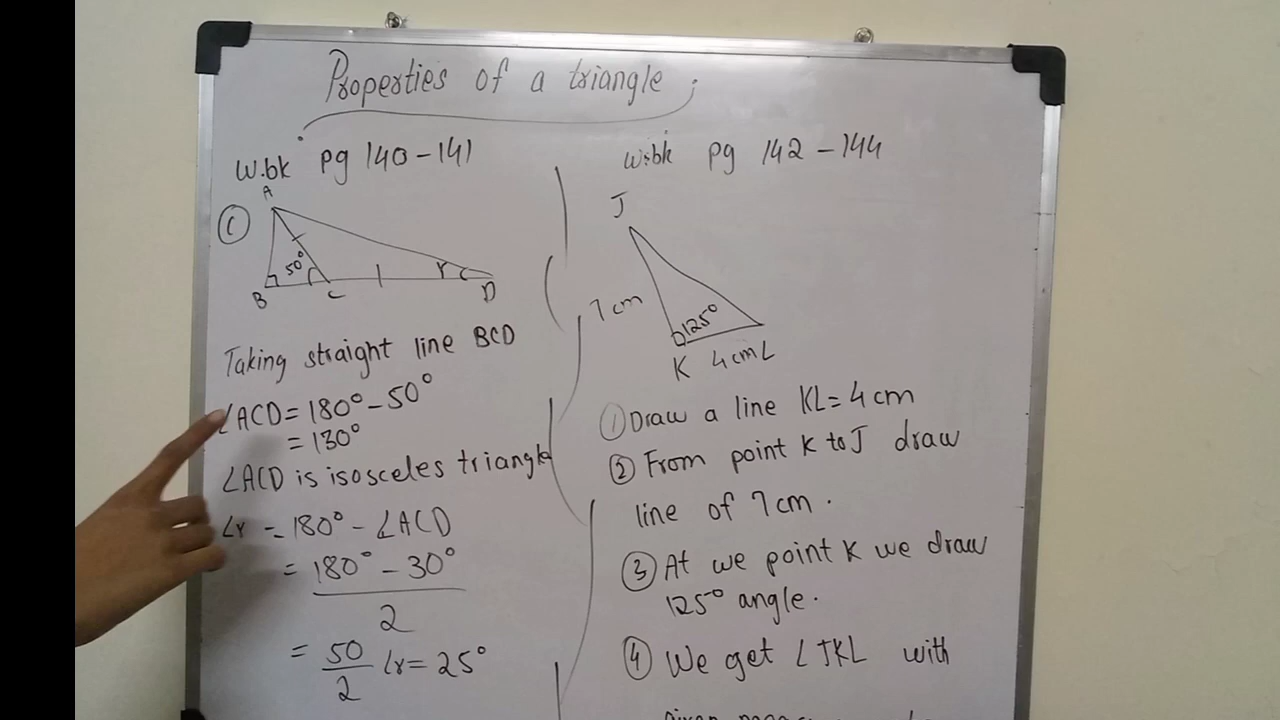 Properties of a triangle
W.bk pg 140-141
A
①
50°
B C r D
Taking straight line BCD
∠ACD = 180° - 50°
= 130°
∠ACD is isosceles triangle
∠r = 180° - ∠ACD
= 180° - 30°
2
= 50 ∠r = 25°
2
W.bk pg 142 - 144
J
7 cm
125°
K 4cm L
① Draw a line KL = 4 cm
② From point K to J draw
line of 7 cm.
③ At we point K we draw
125° angle.
④ We get ∠JKL with
given